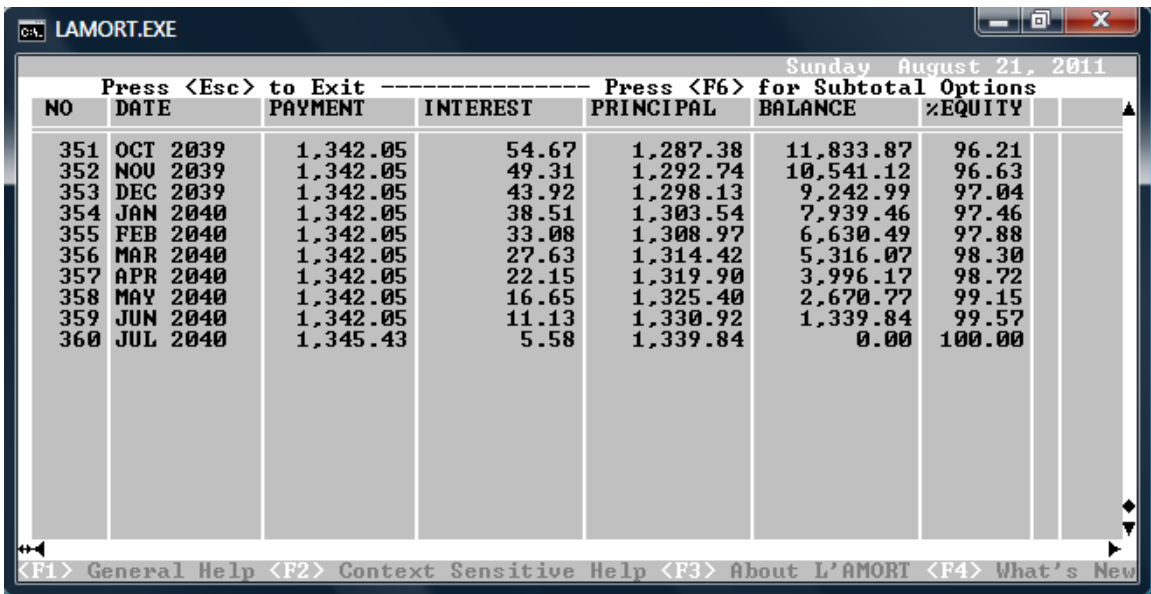 LAMORT.EXE
Sunday August 21, 2011
Press <Esc> to Exit --------------- Press <F6> for Subtotal Options
NO DATE PAYMENT INTEREST PRINCIPAL BALANCE %EQUITY
351 OCT 2039 1,342.05 54.67 1,287.38 11,833.87 96.21
352 NOV 2039 1,342.05 49.31 1,292.74 10,541.12 96.63
353 DEC 2039 1,342.05 43.92 1,298.13 9,242.99 97.04
354 JAN 2040 1,342.05 38.51 1,303.54 7,939.46 97.46
355 FEB 2040 1,342.05 33.08 1,308.97 6,630.49 97.88
356 MAR 2040 1,342.05 27.63 1,314.42 5,316.07 98.30
357 APR 2040 1,342.05 22.15 1,319.90 3,996.17 98.72
358 MAY 2040 1,342.05 16.65 1,325.40 2,670.77 99.15
359 JUN 2040 1,342.05 11.13 1,330.92 1,339.84 99.57
360 JUL 2040 1,345.43 5.58 1,339.84 0.00 100.00
<F1> General Help <F2> Context Sensitive Help <F3> About L'AMORT <F4> What's New